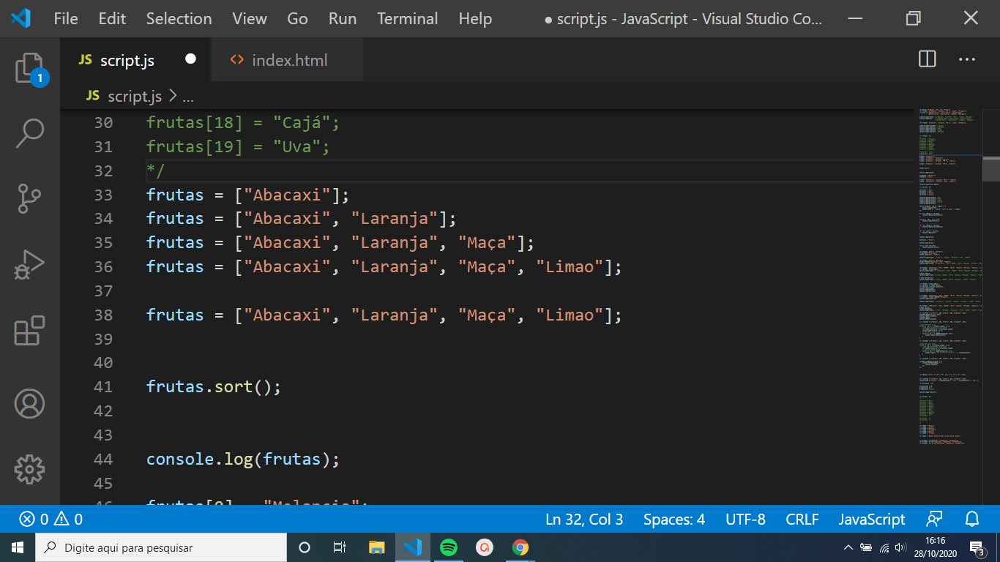 File Edit Selection View Go Run Terminal Help ● script.js - JavaScript - Visual Studio Co...
JS script.js ● <> index.html ...
JS script.js > ...
30 frutas[18] = "Cajá";
31 frutas[19] = "Uva";
32 */
33 frutas = ["Abacaxi"];
34 frutas = ["Abacaxi", "Laranja"];
35 frutas = ["Abacaxi", "Laranja", "Maça"];
36 frutas = ["Abacaxi", "Laranja", "Maça", "Limao"];
37
38 frutas = ["Abacaxi", "Laranja", "Maça", "Limao"];
39
40
41 frutas.sort();
42
43
44 console.log(frutas);
45
46 frutas[0] = "Melancia";
1
0 0 Ln 32, Col 3 Spaces: 4 UTF-8 CRLF JavaScript
Digite aqui para pesquisar
16:16
28/10/2020
3